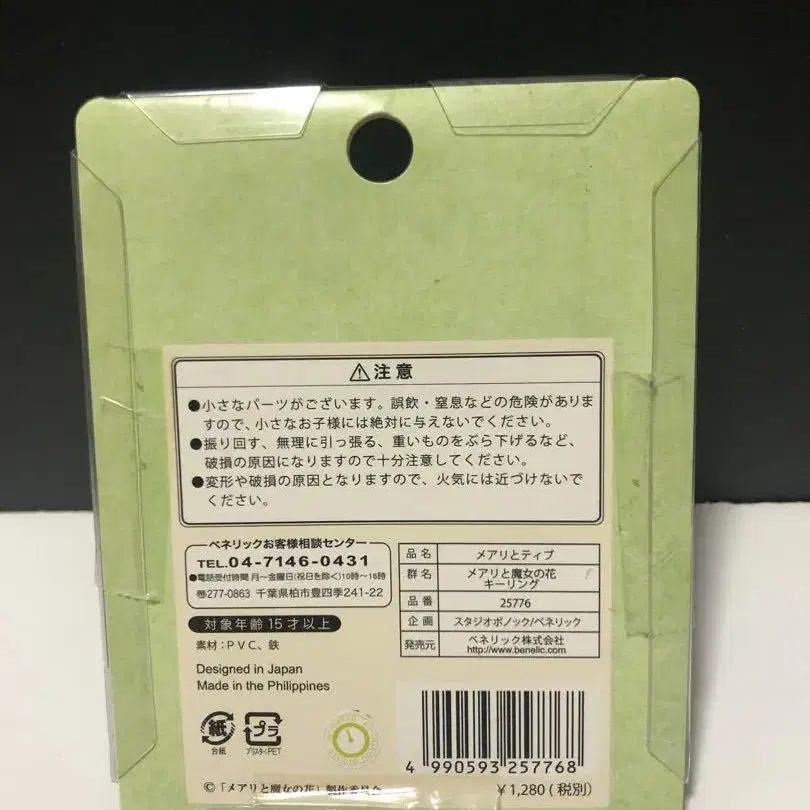 ⚠注意
●小さなパーツがございます。誤飲・窒息などの危険がありま
すので、小さなお子様には絶対に与えないでください。
●振り回す、無理に引っ張る、重いものをぶら下げるなど、
破損の原因になりますので十分注意してください。
●変形や破損の原因となりますので、火気には近づけないで
ください。
ベネリックお客様相談センター
TEL.04-7146-0431
●電話受付時間 月〜金曜日(祝日を除く)10時〜16時
〠277-0863 千葉県柏市豊四季241-22
対象年齢15才以上
素材:PVC、鉄
Designed in Japan
Made in the Philippines
品名 メアリとティブ
群名 メアリと魔女の花
キーリング
品番 25776
企画 スタジオポノック/ベネリック
発売元 ベネリック株式会社
http://www.benelic.com
紙
台紙
プラ
ブリスターPET
4 990593 257768
©「メアリと魔女の花」製作委員会
¥1,280(税別)